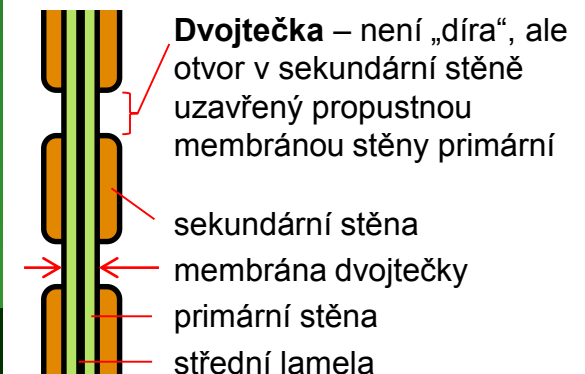 Dvojtečka – není „díra“, ale
otvor v sekundární stěně
uzavřený propustnou
membránou stěny primární
sekundární stěna
membrána dvojtečky
primární stěna
střední lamela